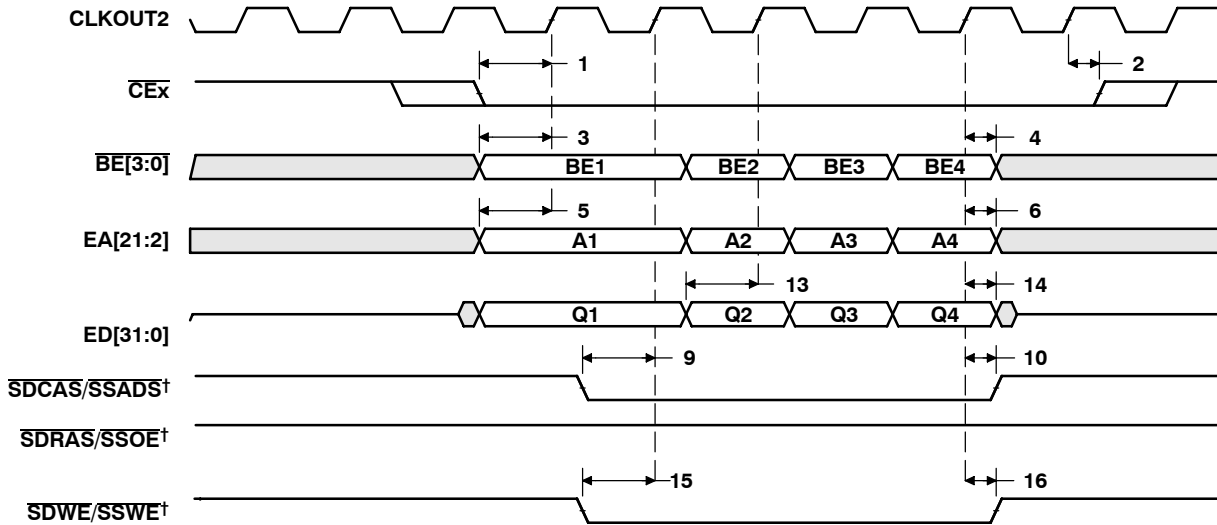 CLKOUT2
1 2
CEx
3 4
BE[3:0] BE1 BE2 BE3 BE4
5 6
EA[21:2] A1 A2 A3 A4
13 14
ED[31:0] Q1 Q2 Q3 Q4
9 10
SDCAS/SSADS†
SDRAS/SSOE†
15 16
SDWE/SSWE†